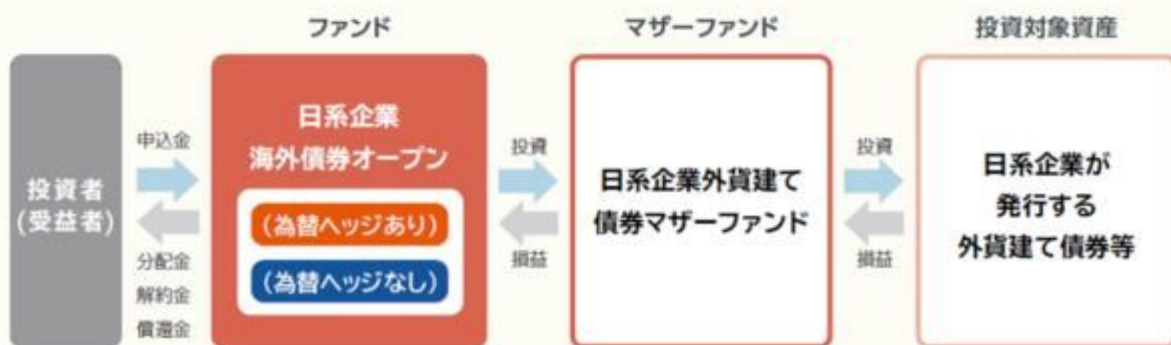 ファンド
マザーファンド
投資対象資産
投資者
(受益者)
申込金
分配金
解約金
償還金
日系企業
海外債券オープン
(為替ヘッジあり)
(為替ヘッジなし)
投資
損益
日系企業外貨建て
債券マザーファンド
投資
損益
日系企業が
発行する
外貨建て債券等